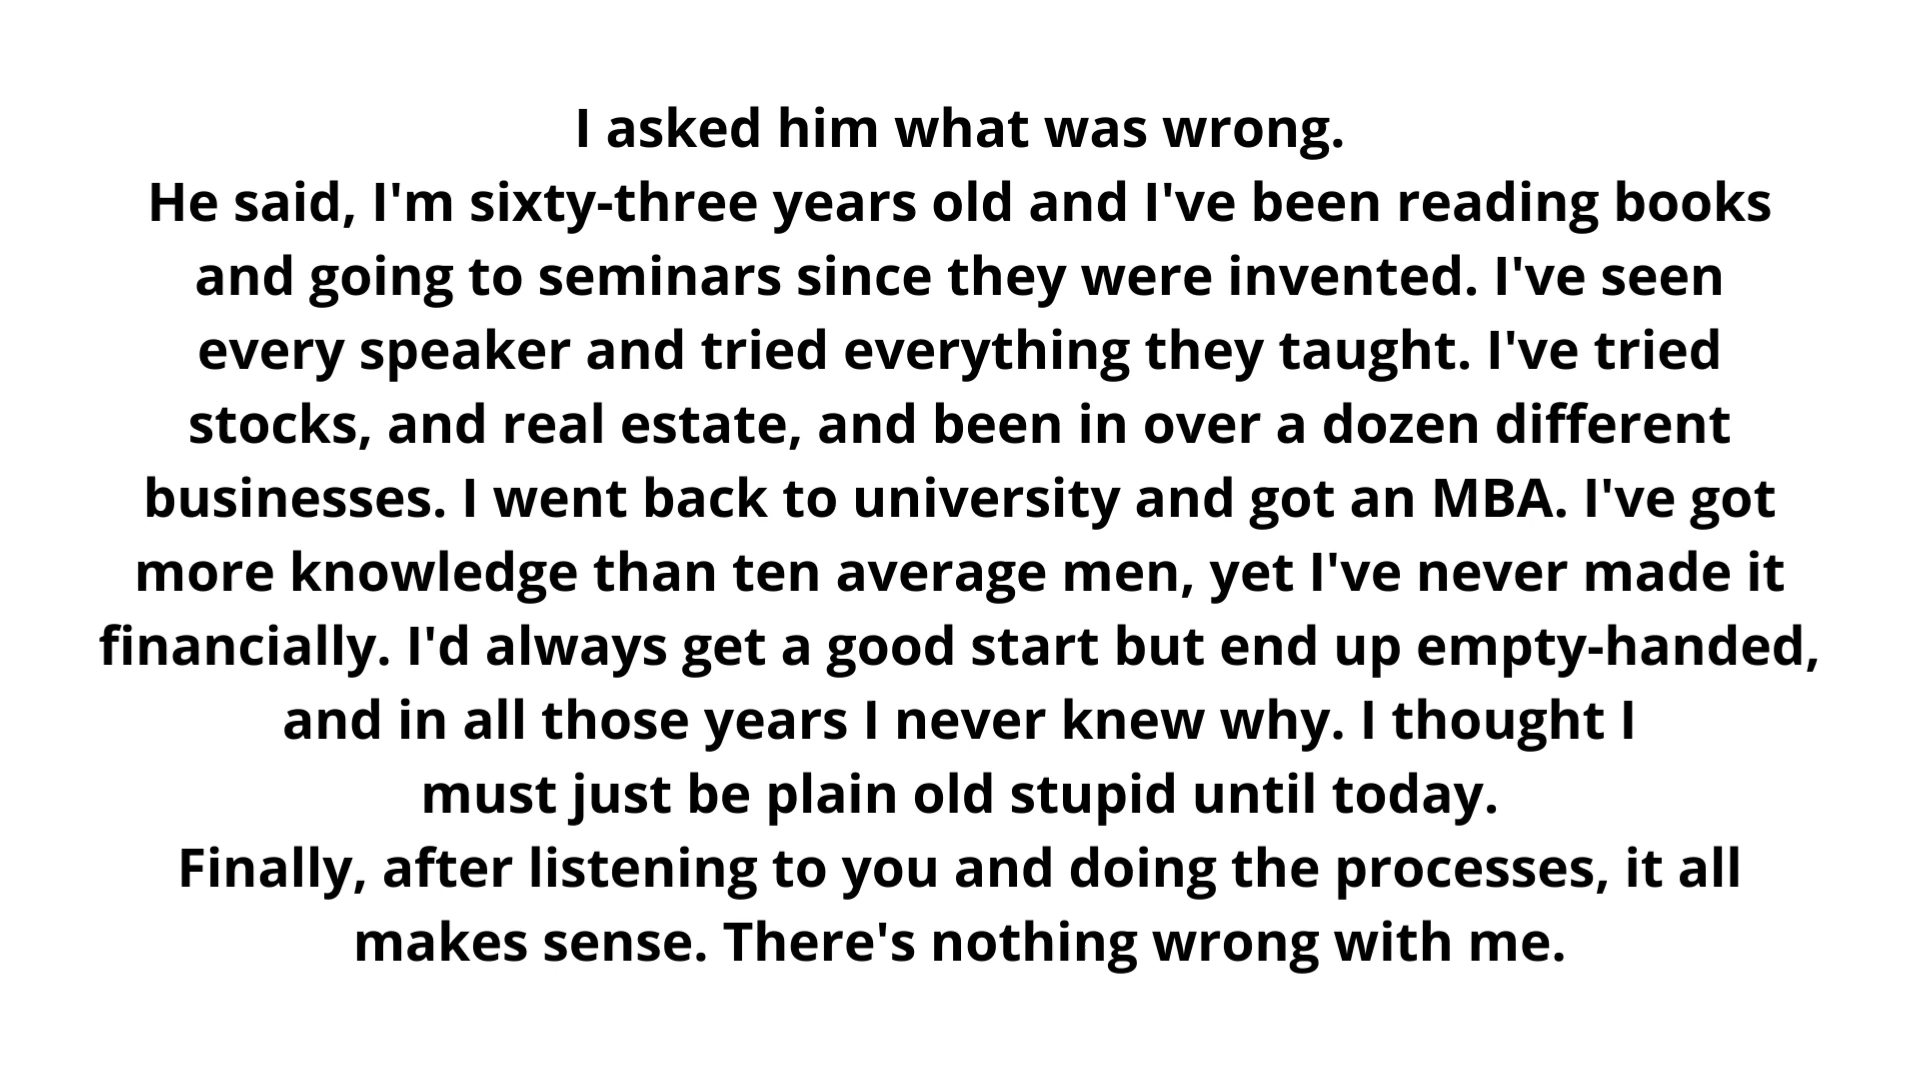 I asked him what was wrong.
He said, I'm sixty-three years old and I've been reading books
and going to seminars since they were invented. I've seen
every speaker and tried everything they taught. I've tried
stocks, and real estate, and been in over a dozen different
businesses. I went back to university and got an MBA. I've got
more knowledge than ten average men, yet I've never made it
financially. I'd always get a good start but end up empty-handed,
and in all those years I never knew why. I thought I
must just be plain old stupid until today.
Finally, after listening to you and doing the processes, it all
makes sense. There's nothing wrong with me.